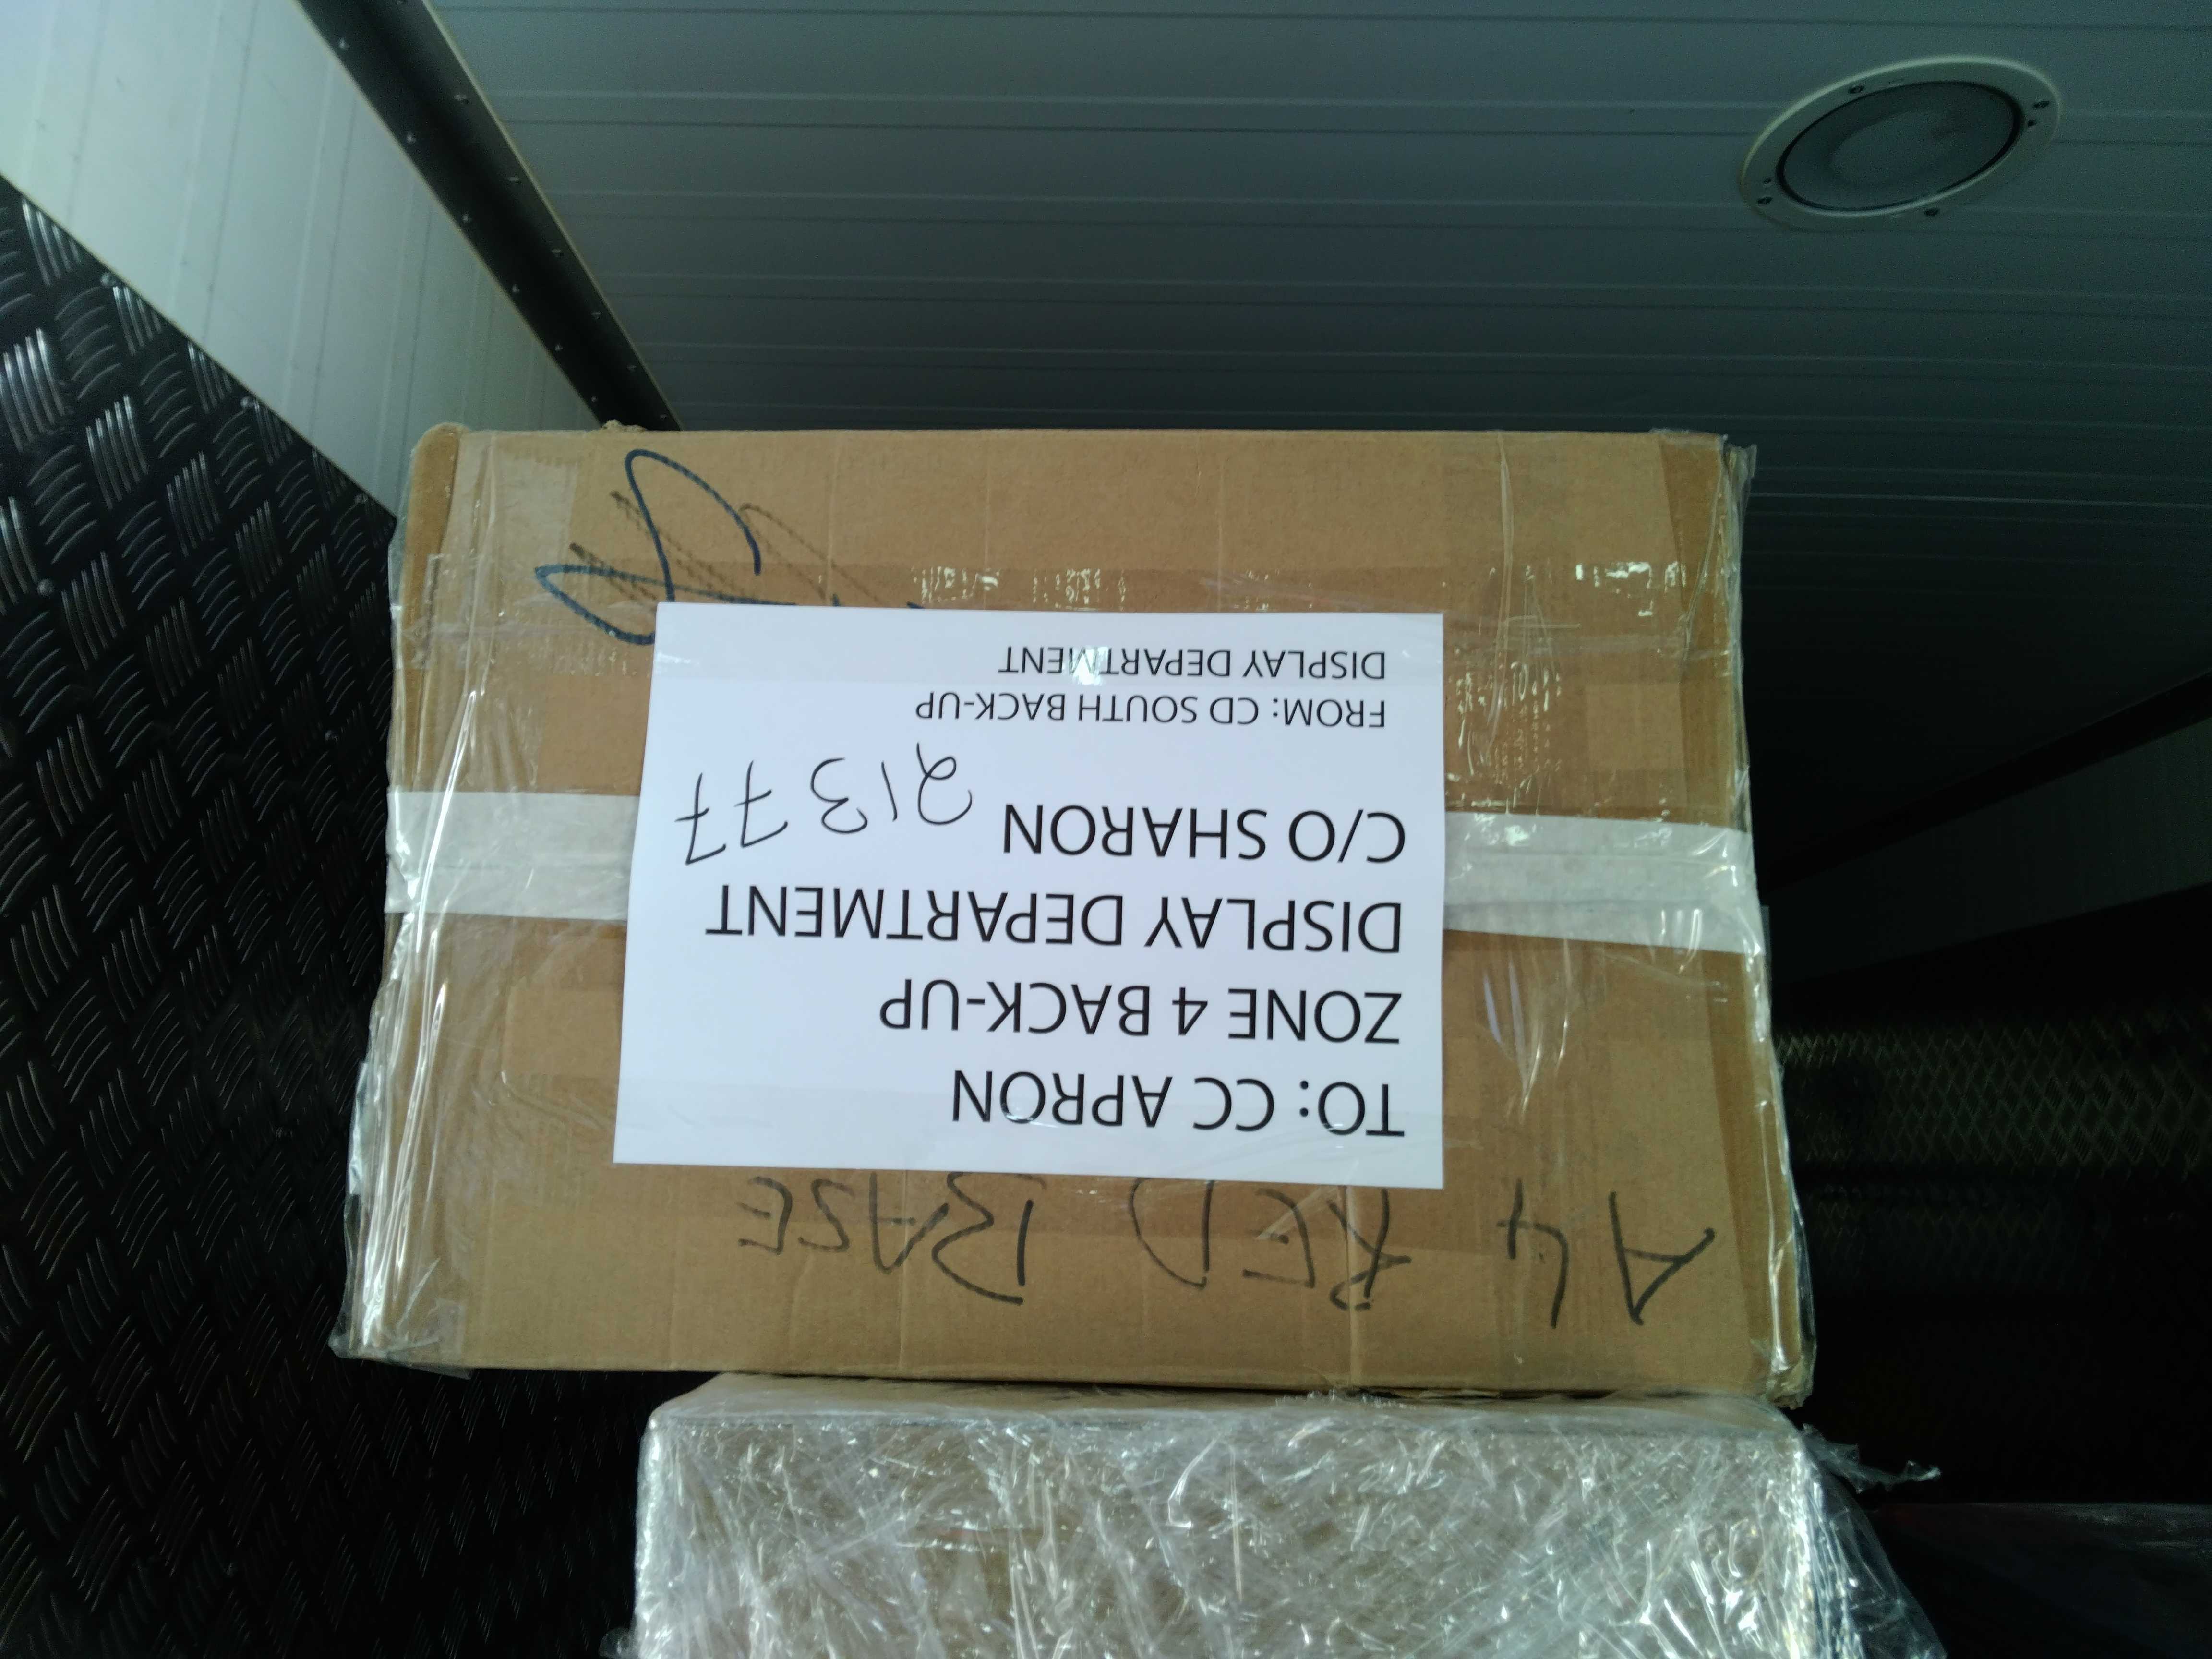 A4 RED BASE
TO: CC APRON
ZONE 4 BACK-UP
DISPLAY DEPARTMENT
C/O SHARON 21377
FROM: CD SOUTH BACK-UP
DISPLAY DEPARTMENT